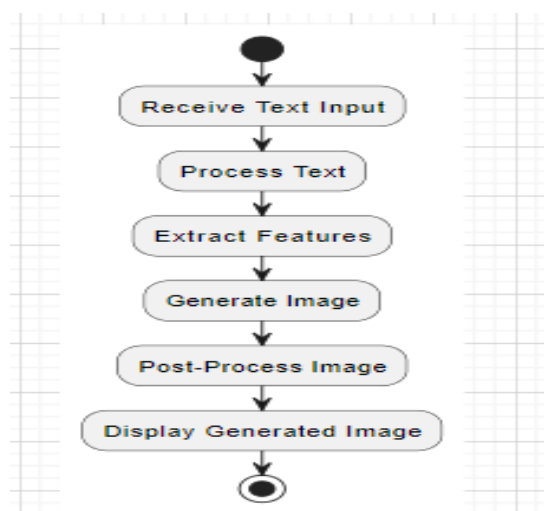 Receive Text Input
Process Text
Extract Features
Generate Image
Post-Process Image
Display Generated Image